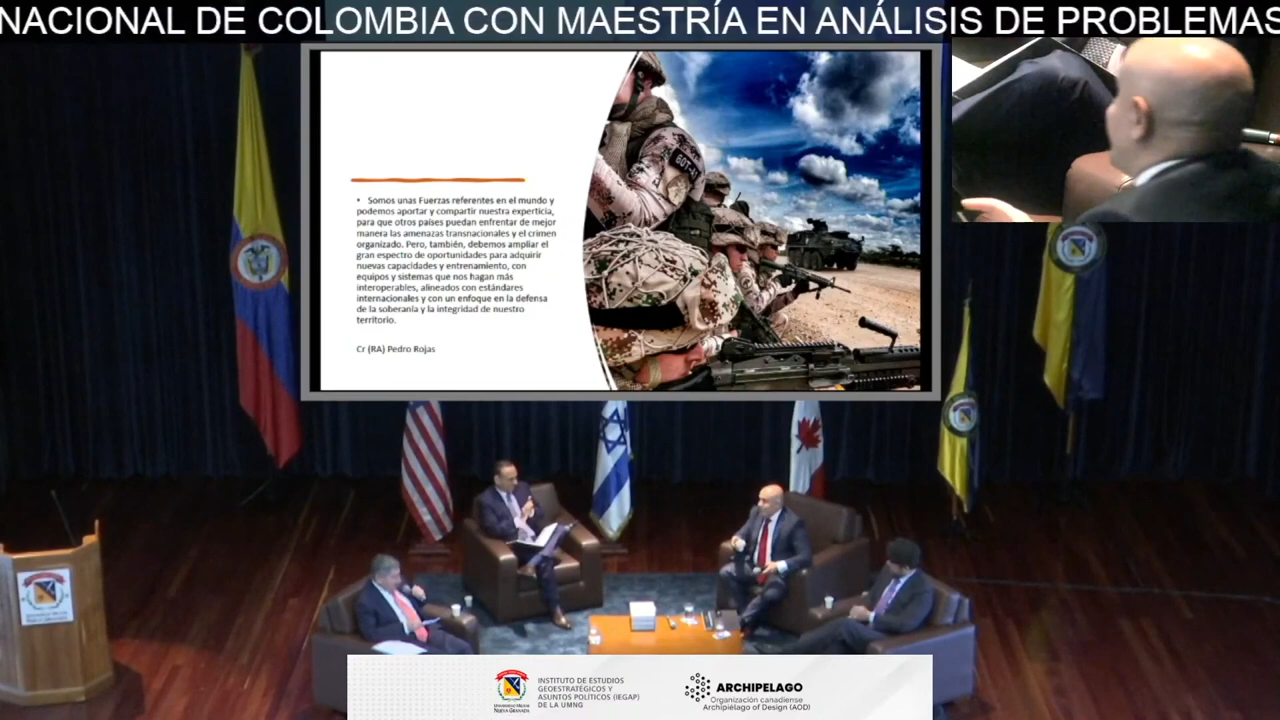 NACIONAL DE COLOMBIA CON MAESTRÍA EN ANÁLISIS DE PROBLEMAS
• Somos unas Fuerzas referentes en el mundo y
podemos aportar y compartir nuestra experticia,
para que otros países puedan enfrentar de mejor
manera las amenazas transnacionales y el crimen
organizado. Pero, también, debemos ampliar el
gran espectro de oportunidades para adquirir
nuevas capacidades y entrenamiento, con
equipos y sistemas que nos hagan más
interoperables, alineados con estándares
internacionales y con un enfoque en la defensa
de la soberanía y la integridad de nuestro
territorio.
Cr (RA) Pedro Rojas
UNIVERSIDAD MILITAR
NUEVA GRANADA
INSTITUTO DE ESTUDIOS
GEOESTRATÉGICOS Y
ASUNTOS POLÍTICOS (IEGAP)
DE LA UMNG
ARCHIPELAGO
Organización canadiense
Archipélago of Design (AOD)